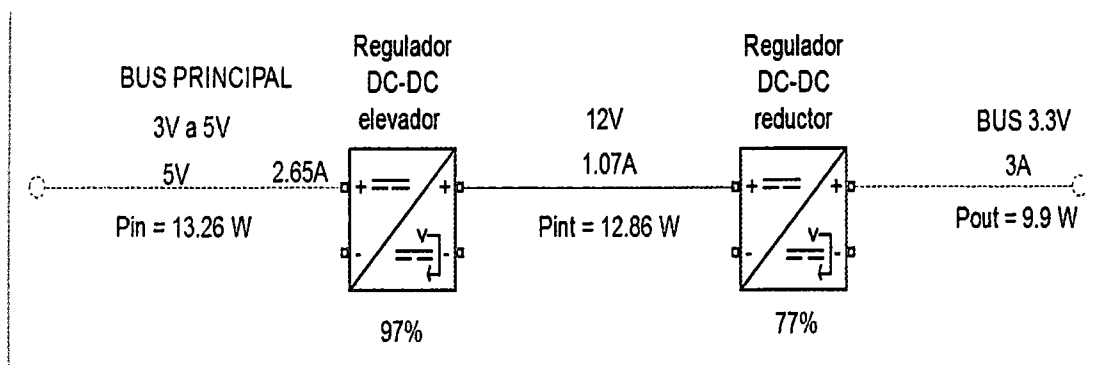 BUS PRINCIPAL
3V a 5V
5V
2.65A
Pin = 13.26 W
Regulador
DC-DC
elevador
+
+
-
V
-
97%
12V
1.07A
Pint = 12.86 W
Regulador
DC-DC
reductor
+
+
-
V
-
77%
BUS 3.3V
3A
Pout = 9.9 W